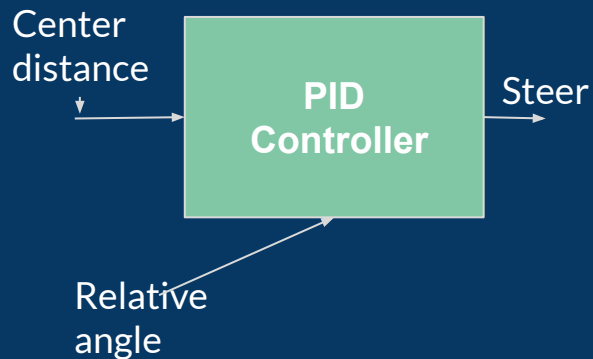 Center
distance
PID
Controller
Steer
Relative
angle